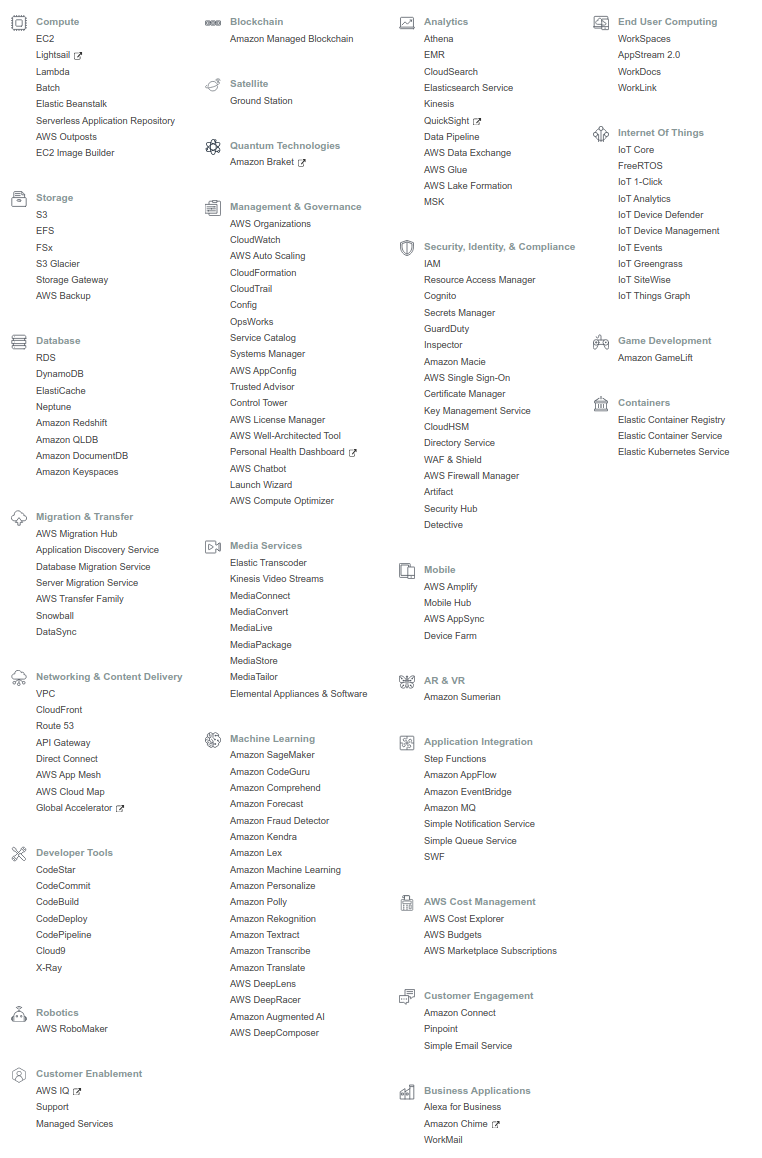 Compute
EC2
Lightsail
Lambda
Batch
Elastic Beanstalk
Serverless Application Repository
AWS Outposts
EC2 Image Builder
Storage
S3
EFS
FSx
S3 Glacier
Storage Gateway
AWS Backup
Database
RDS
DynamoDB
ElastiCache
Neptune
Amazon Redshift
Amazon QLDB
Amazon DocumentDB
Amazon Keyspaces
Migration & Transfer
AWS Migration Hub
Application Discovery Service
Database Migration Service
Server Migration Service
AWS Transfer Family
Snowball
DataSync
Networking & Content Delivery
VPC
CloudFront
Route 53
API Gateway
Direct Connect
AWS App Mesh
AWS Cloud Map
Global Accelerator
Developer Tools
CodeStar
CodeCommit
CodeBuild
CodeDeploy
CodePipeline
Cloud9
X-Ray
Robotics
AWS RoboMaker
Customer Enablement
AWS IQ
Support
Managed Services
Blockchain
Amazon Managed Blockchain
Satellite
Ground Station
Quantum Technologies
Amazon Braket
Management & Governance
AWS Organizations
CloudWatch
AWS Auto Scaling
CloudFormation
CloudTrail
Config
OpsWorks
Service Catalog
Systems Manager
AWS AppConfig
Trusted Advisor
Control Tower
AWS License Manager
AWS Well-Architected Tool
Personal Health Dashboard
AWS Chatbot
Launch Wizard
AWS Compute Optimizer
Media Services
Elastic Transcoder
Kinesis Video Streams
MediaConnect
MediaConvert
MediaLive
MediaPackage
MediaStore
MediaTailor
Elemental Appliances & Software
Machine Learning
Amazon SageMaker
Amazon CodeGuru
Amazon Comprehend
Amazon Forecast
Amazon Fraud Detector
Amazon Kendra
Amazon Lex
Amazon Machine Learning
Amazon Personalize
Amazon Polly
Amazon Rekognition
Amazon Textract
Amazon Transcribe
Amazon Translate
AWS DeepLens
AWS DeepRacer
Amazon Augmented AI
AWS DeepComposer
Analytics
Athena
EMR
CloudSearch
Elasticsearch Service
Kinesis
QuickSight
Data Pipeline
AWS Data Exchange
AWS Glue
AWS Lake Formation
MSK
Security, Identity, & Compliance
IAM
Resource Access Manager
Cognito
Secrets Manager
GuardDuty
Inspector
Amazon Macie
AWS Single Sign-On
Certificate Manager
Key Management Service
CloudHSM
Directory Service
WAF & Shield
AWS Firewall Manager
Artifact
Security Hub
Detective
Mobile
AWS Amplify
Mobile Hub
AWS AppSync
Device Farm
AR & VR
Amazon Sumerian
Application Integration
Step Functions
Amazon AppFlow
Amazon EventBridge
Amazon MQ
Simple Notification Service
Simple Queue Service
SWF
AWS Cost Management
AWS Cost Explorer
AWS Budgets
AWS Marketplace Subscriptions
Customer Engagement
Amazon Connect
Pinpoint
Simple Email Service
Business Applications
Alexa for Business
Amazon Chime
WorkMail
End User Computing
WorkSpaces
AppStream 2.0
WorkDocs
WorkLink
Internet Of Things
IoT Core
FreeRTOS
IoT 1-Click
IoT Analytics
IoT Device Defender
IoT Device Management
IoT Events
IoT Greengrass
IoT SiteWise
IoT Things Graph
Game Development
Amazon GameLift
Containers
Elastic Container Registry
Elastic Container Service
Elastic Kubernetes Service